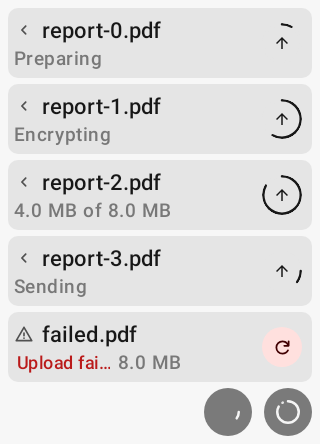 report-0.pdf
Preparing
report-1.pdf
Encrypting
report-2.pdf
4.0 MB of 8.0 MB
report-3.pdf
Sending
failed.pdf
Upload fai... 8.0 MB